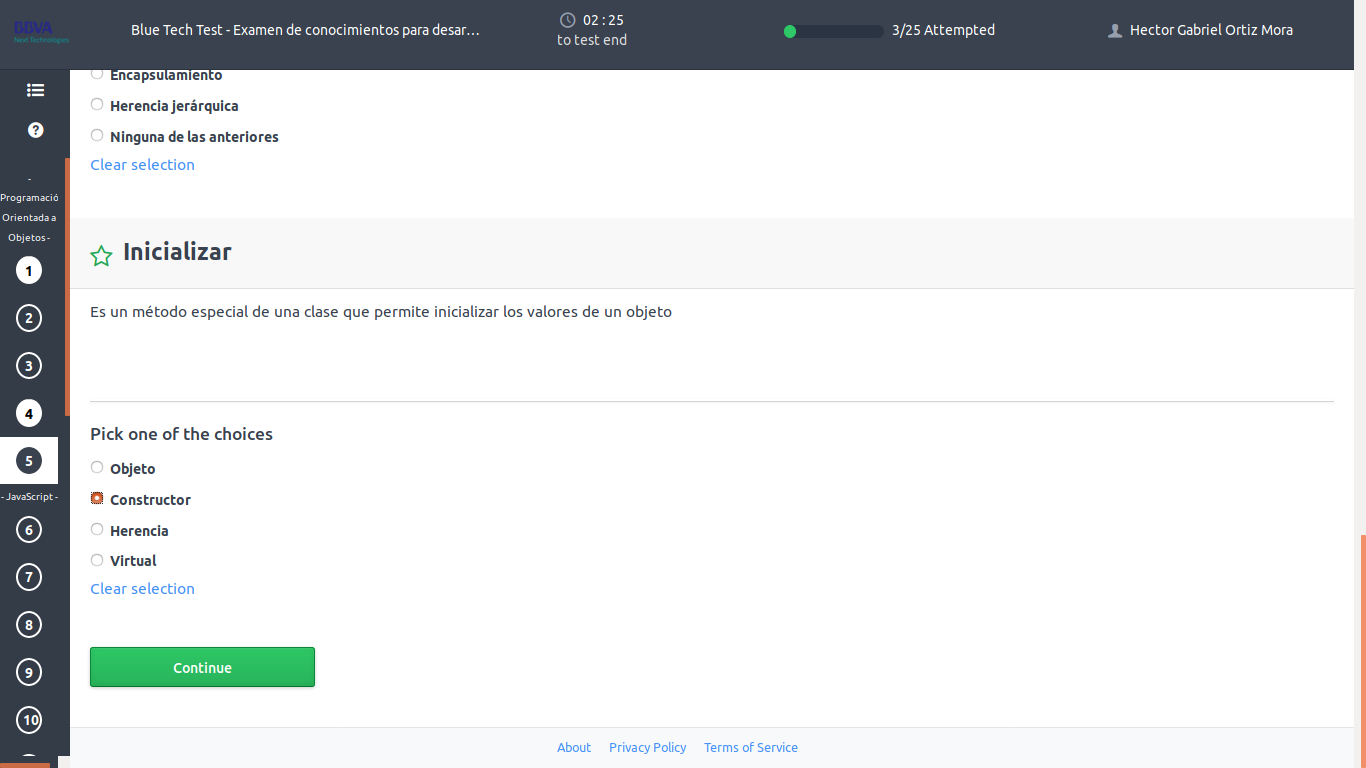 BBVA
Next Technologies
Blue Tech Test - Examen de conocimientos para desar...
02 : 25
to test end
3/25 Attempted
Hector Gabriel Ortiz Mora
-
Programació
Orientada a
Objetos -
1
2
3
4
5
- JavaScript -
6
7
8
9
10
Encapsulamiento
Herencia jerárquica
Ninguna de las anteriores
Clear selection
Inicializar
Es un método especial de una clase que permite inicializar los valores de un objeto
Pick one of the choices
Objeto
Constructor
Herencia
Virtual
Clear selection
Continue
About Privacy Policy Terms of Service